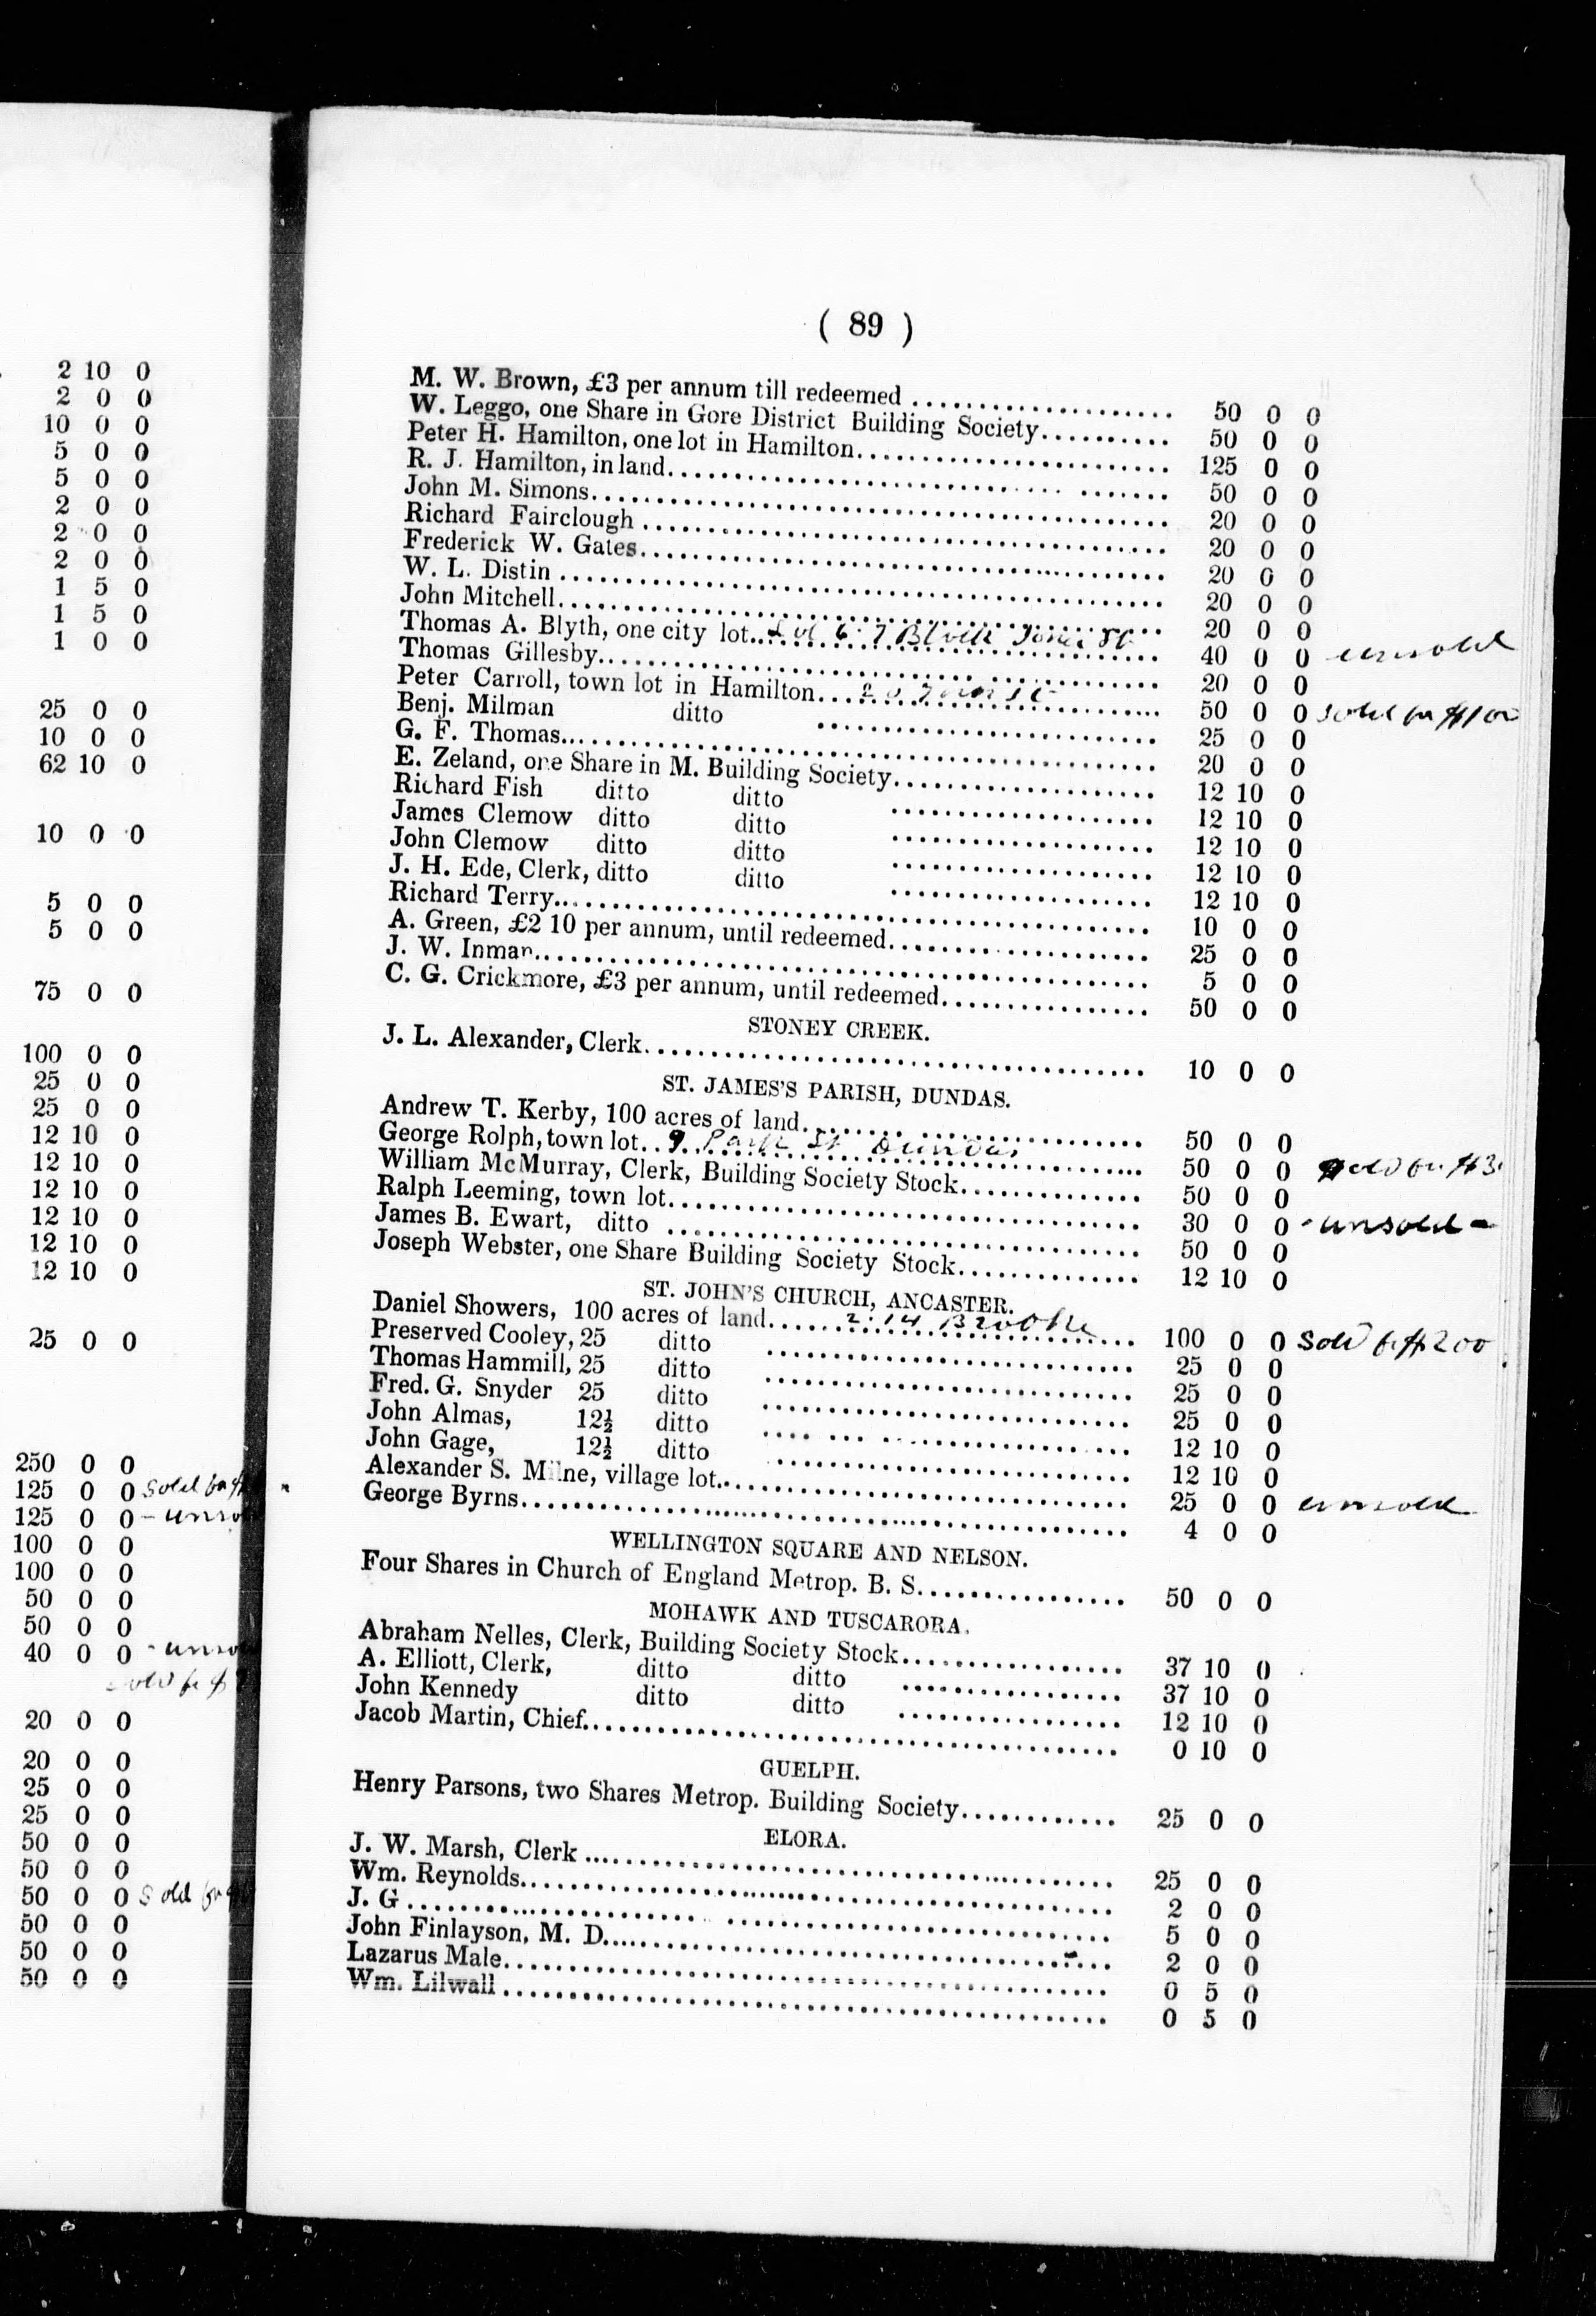 2 10 0
2 0 0
10 0 0
5 0 0
5 0 0
2 0 0
2 0 0
2 0 0
1 5 0
1 5 0
1 0 0
25 0 0
10 0 0
62 10 0
10 0 0
5 0 0
5 0 0
75 0 0
100 0 0
25 0 0
25 0 0
12 10 0
12 10 0
12 10 0
12 10 0
12 10 0
12 10 0
25 0 0
250 0 0
125 0 0 sold for
125 0 0 -
100 0 0
100 0 0
50 0 0
50 0 0
40 0 0
sold for $
20 0 0
20 0 0
25 0 0
25 0 0
50 0 0
50 0 0
50 0 0 sold for
50 0 0
50 0 0
50 0 0
( 89 )
M. W. Brown, £3 per annum till redeemed .................... 50 0 0
W. Leggo, one Share in Gore District Building Society.......... 50 0 0
Peter H. Hamilton, one lot in Hamilton........................ 125 0 0
R. J. Hamilton, in land........................................ 50 0 0
John M. Simons............................................ 20 0 0
Richard Fairclough ........................................ 20 0 0
Frederick W. Gates........................................ 20 0 0
W. L. Distin .............................................. 20 0 0
John Mitchell.............................................. 20 0 0
Thomas A. Blyth, one city lot.. Lot 6 Block St 40 0 0 unsold
Thomas Gillesby............................................ 20 0 0
Peter Carroll, town lot in Hamilton... 50 0 0 sold for $100
Benj. Milman ditto .......................... 25 0 0
G. F. Thomas.............................................. 20 0 0
E. Zeland, one Share in M. Building Society.................... 12 10 0
Richard Fish ditto ditto .................... 12 10 0
James Clemow ditto ditto .................... 12 10 0
John Clemow ditto ditto .................... 12 10 0
J. H. Ede, Clerk, ditto ditto .................... 12 10 0
Richard Terry.............................................. 10 0 0
A. Green, £2 10 per annum, until redeemed.................... 25 0 0
J. W. Inman.............................................. 5 0 0
C. G. Crickmore, £3 per annum, until redeemed................ 50 0 0
STONEY CREEK.
J. L. Alexander, Clerk...................................... 10 0 0
ST. JAMES'S PARISH, DUNDAS.
Andrew T. Kerby, 100 acres of land.......................... 50 0 0
George Rolph, town lot.. 9 Park St Dundas 50 0 0 sold for $3
William McMurray, Clerk, Building Society Stock.............. 50 0 0
Ralph Leeming, town lot.................................... 30 0 0 - unsold -
James B. Ewart, ditto .................................... 50 0 0
Joseph Webster, one Share Building Society Stock.............. 12 10 0
ST. JOHN'S CHURCH, ANCASTER.
Daniel Showers, 100 acres of land...... 2. 14 Brooke 100 0 0 Sold for $200
Preserved Cooley, 25 ditto ............................ 25 0 0
Thomas Hammill, 25 ditto ............................ 25 0 0
Fred. G. Snyder 25 ditto ............................ 25 0 0
John Almas, 12½ ditto ............................ 12 10 0
John Gage, 12½ ditto ............................ 12 10 0
Alexander S. Milne, village lot............................... 25 0 0 unsold
George Byrns.............................................. 4 0 0
WELLINGTON SQUARE AND NELSON.
Four Shares in Church of England Metrop. B. S................ 50 0 0
MOHAWK AND TUSCARORA.
Abraham Nelles, Clerk, Building Society Stock................. 37 10 0
A. Elliott, Clerk, ditto ditto ................. 37 10 0
John Kennedy ditto ditto ................. 12 10 0
Jacob Martin, Chief........................................ 0 10 0
GUELPH.
Henry Parsons, two Shares Metrop. Building Society............ 25 0 0
ELORA.
J. W. Marsh, Clerk ........................................ 25 0 0
Wm. Reynolds............................................ 2 0 0
J. G .................................................... 5 0 0
John Finlayson, M. D...................................... 2 0 0
Lazarus Male.............................................. 0 5 0
Wm. Lilwall .............................................. 0 5 0